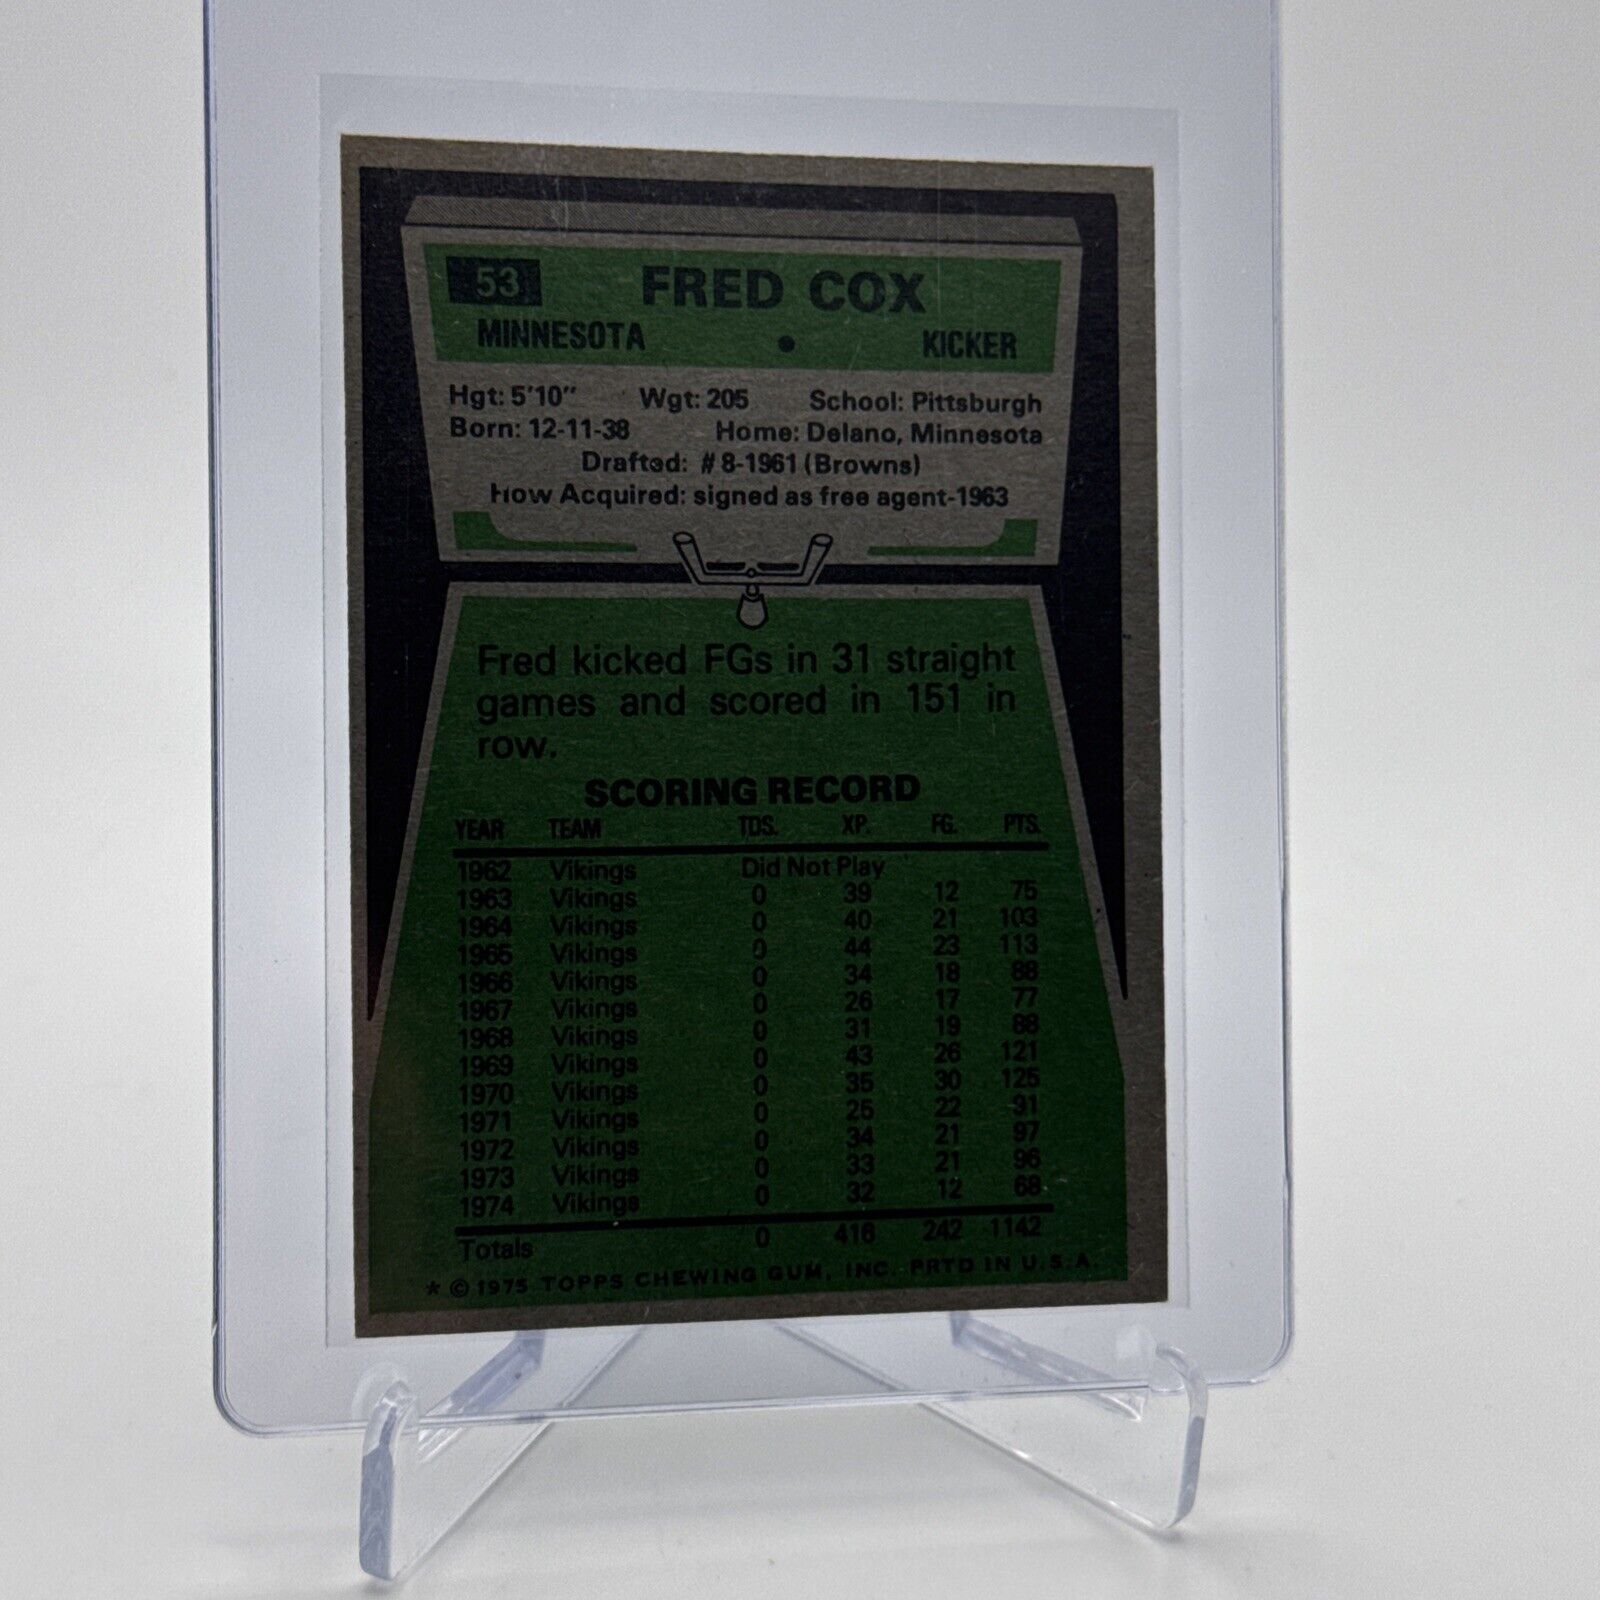 53 FRED COX
MINNESOTA • KICKER
Hgt: 5'10" Wgt: 205 School: Pittsburgh
Born: 12-11-38 Home: Delano, Minnesota
Drafted: #8-1961 (Browns)
How Acquired: signed as free agent-1963
Fred kicked FGs in 31 straight
games and scored in 151 in
row.
SCORING RECORD
YEAR TEAM TDS. XP. FG. PTS.
1962 Vikings Did Not Play
1963 Vikings 0 39 12 75
1964 Vikings 0 40 21 103
1965 Vikings 0 44 23 113
1966 Vikings 0 34 18 88
1967 Vikings 0 26 17 77
1968 Vikings 0 31 19 88
1969 Vikings 0 43 26 121
1970 Vikings 0 35 30 125
1971 Vikings 0 25 22 91
1972 Vikings 0 34 21 97
1973 Vikings 0 33 21 96
1974 Vikings 0 32 12 68
Totals 0 416 242 1142
* © 1975 TOPPS CHEWING GUM, INC. PRTD IN U.S.A.